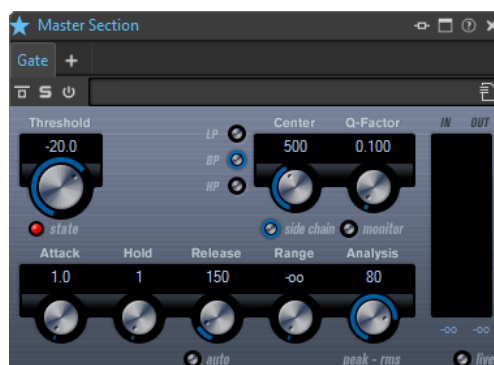 Master Section
Gate +
S
Threshold
-20.0
state
LP
BP
HP
Center Q-Factor
500 0.100
side chain monitor
IN OUT
Attack Hold Release Range Analysis
1.0 1 150 -oo 80
-oo -oo
auto peak - rms live